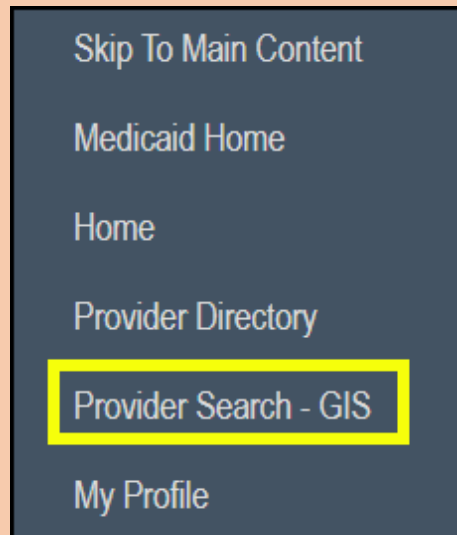 Skip To Main Content
Medicaid Home
Home
Provider Directory
Provider Search - GIS
My Profile